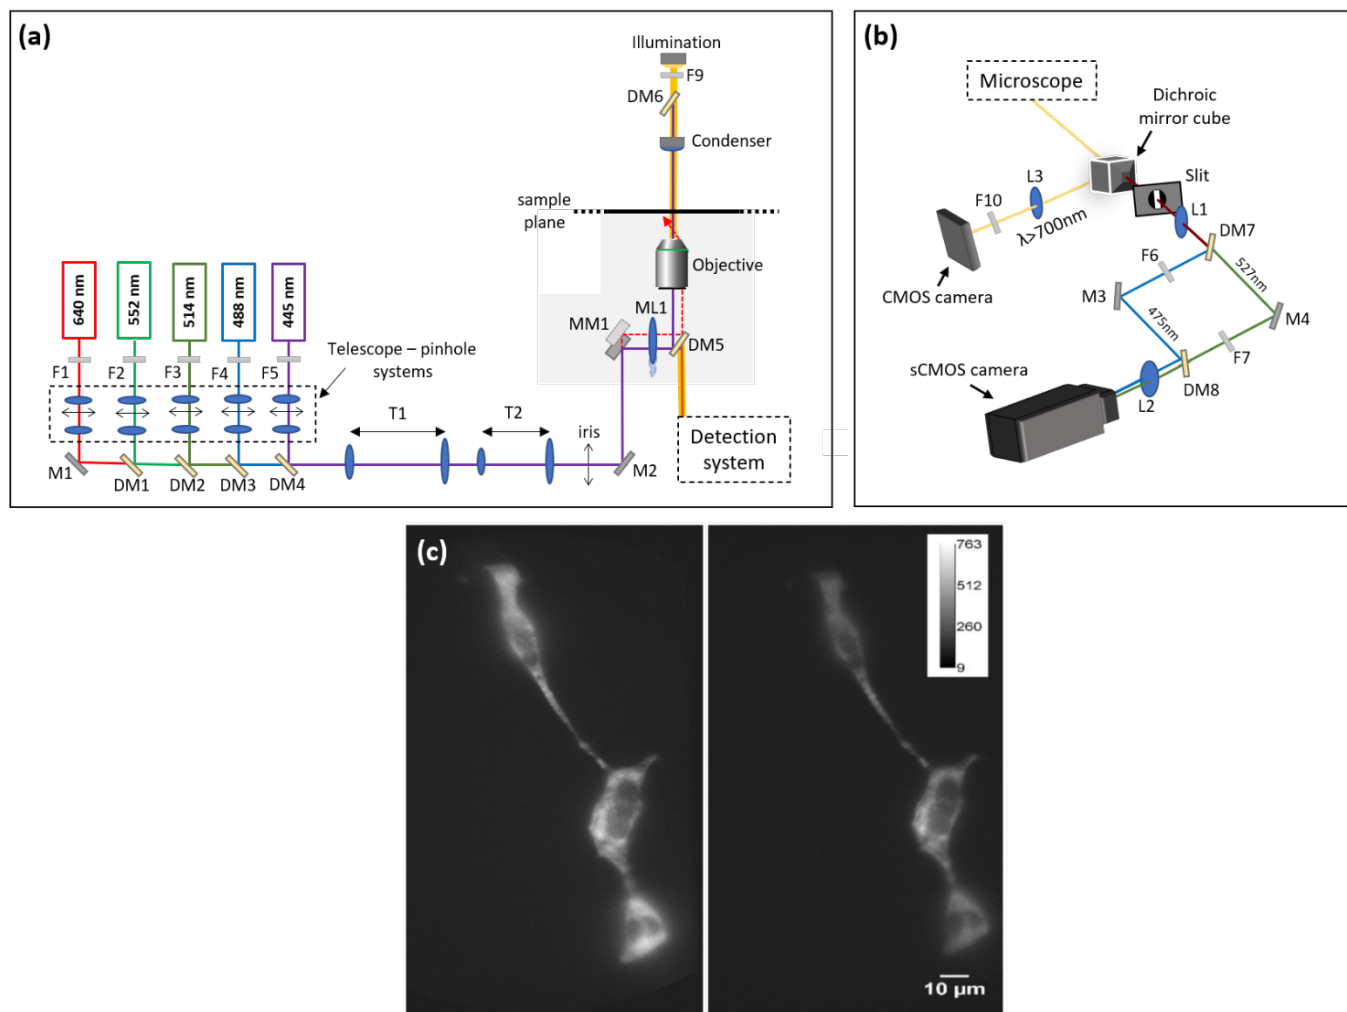 (a)
Illumination
F9
DM6
Condenser
sample
plane
Objective
ML1
MM1
DM5
640 nm
552 nm
514 nm
488 nm
445 nm
F1
F2
F3
F4
F5
Telescope – pinhole
systems
T1
T2
iris
M1
DM1
DM2
DM3
DM4
M2
Detection
system
(b)
Microscope
Dichroic
mirror cube
Slit
L3
F10
λ>700nm
L1
DM7
CMOS camera
F6
527nm
M3
475nm
M4
F7
sCMOS camera
L2
DM8
(c)
763
512
260
9
10 µm